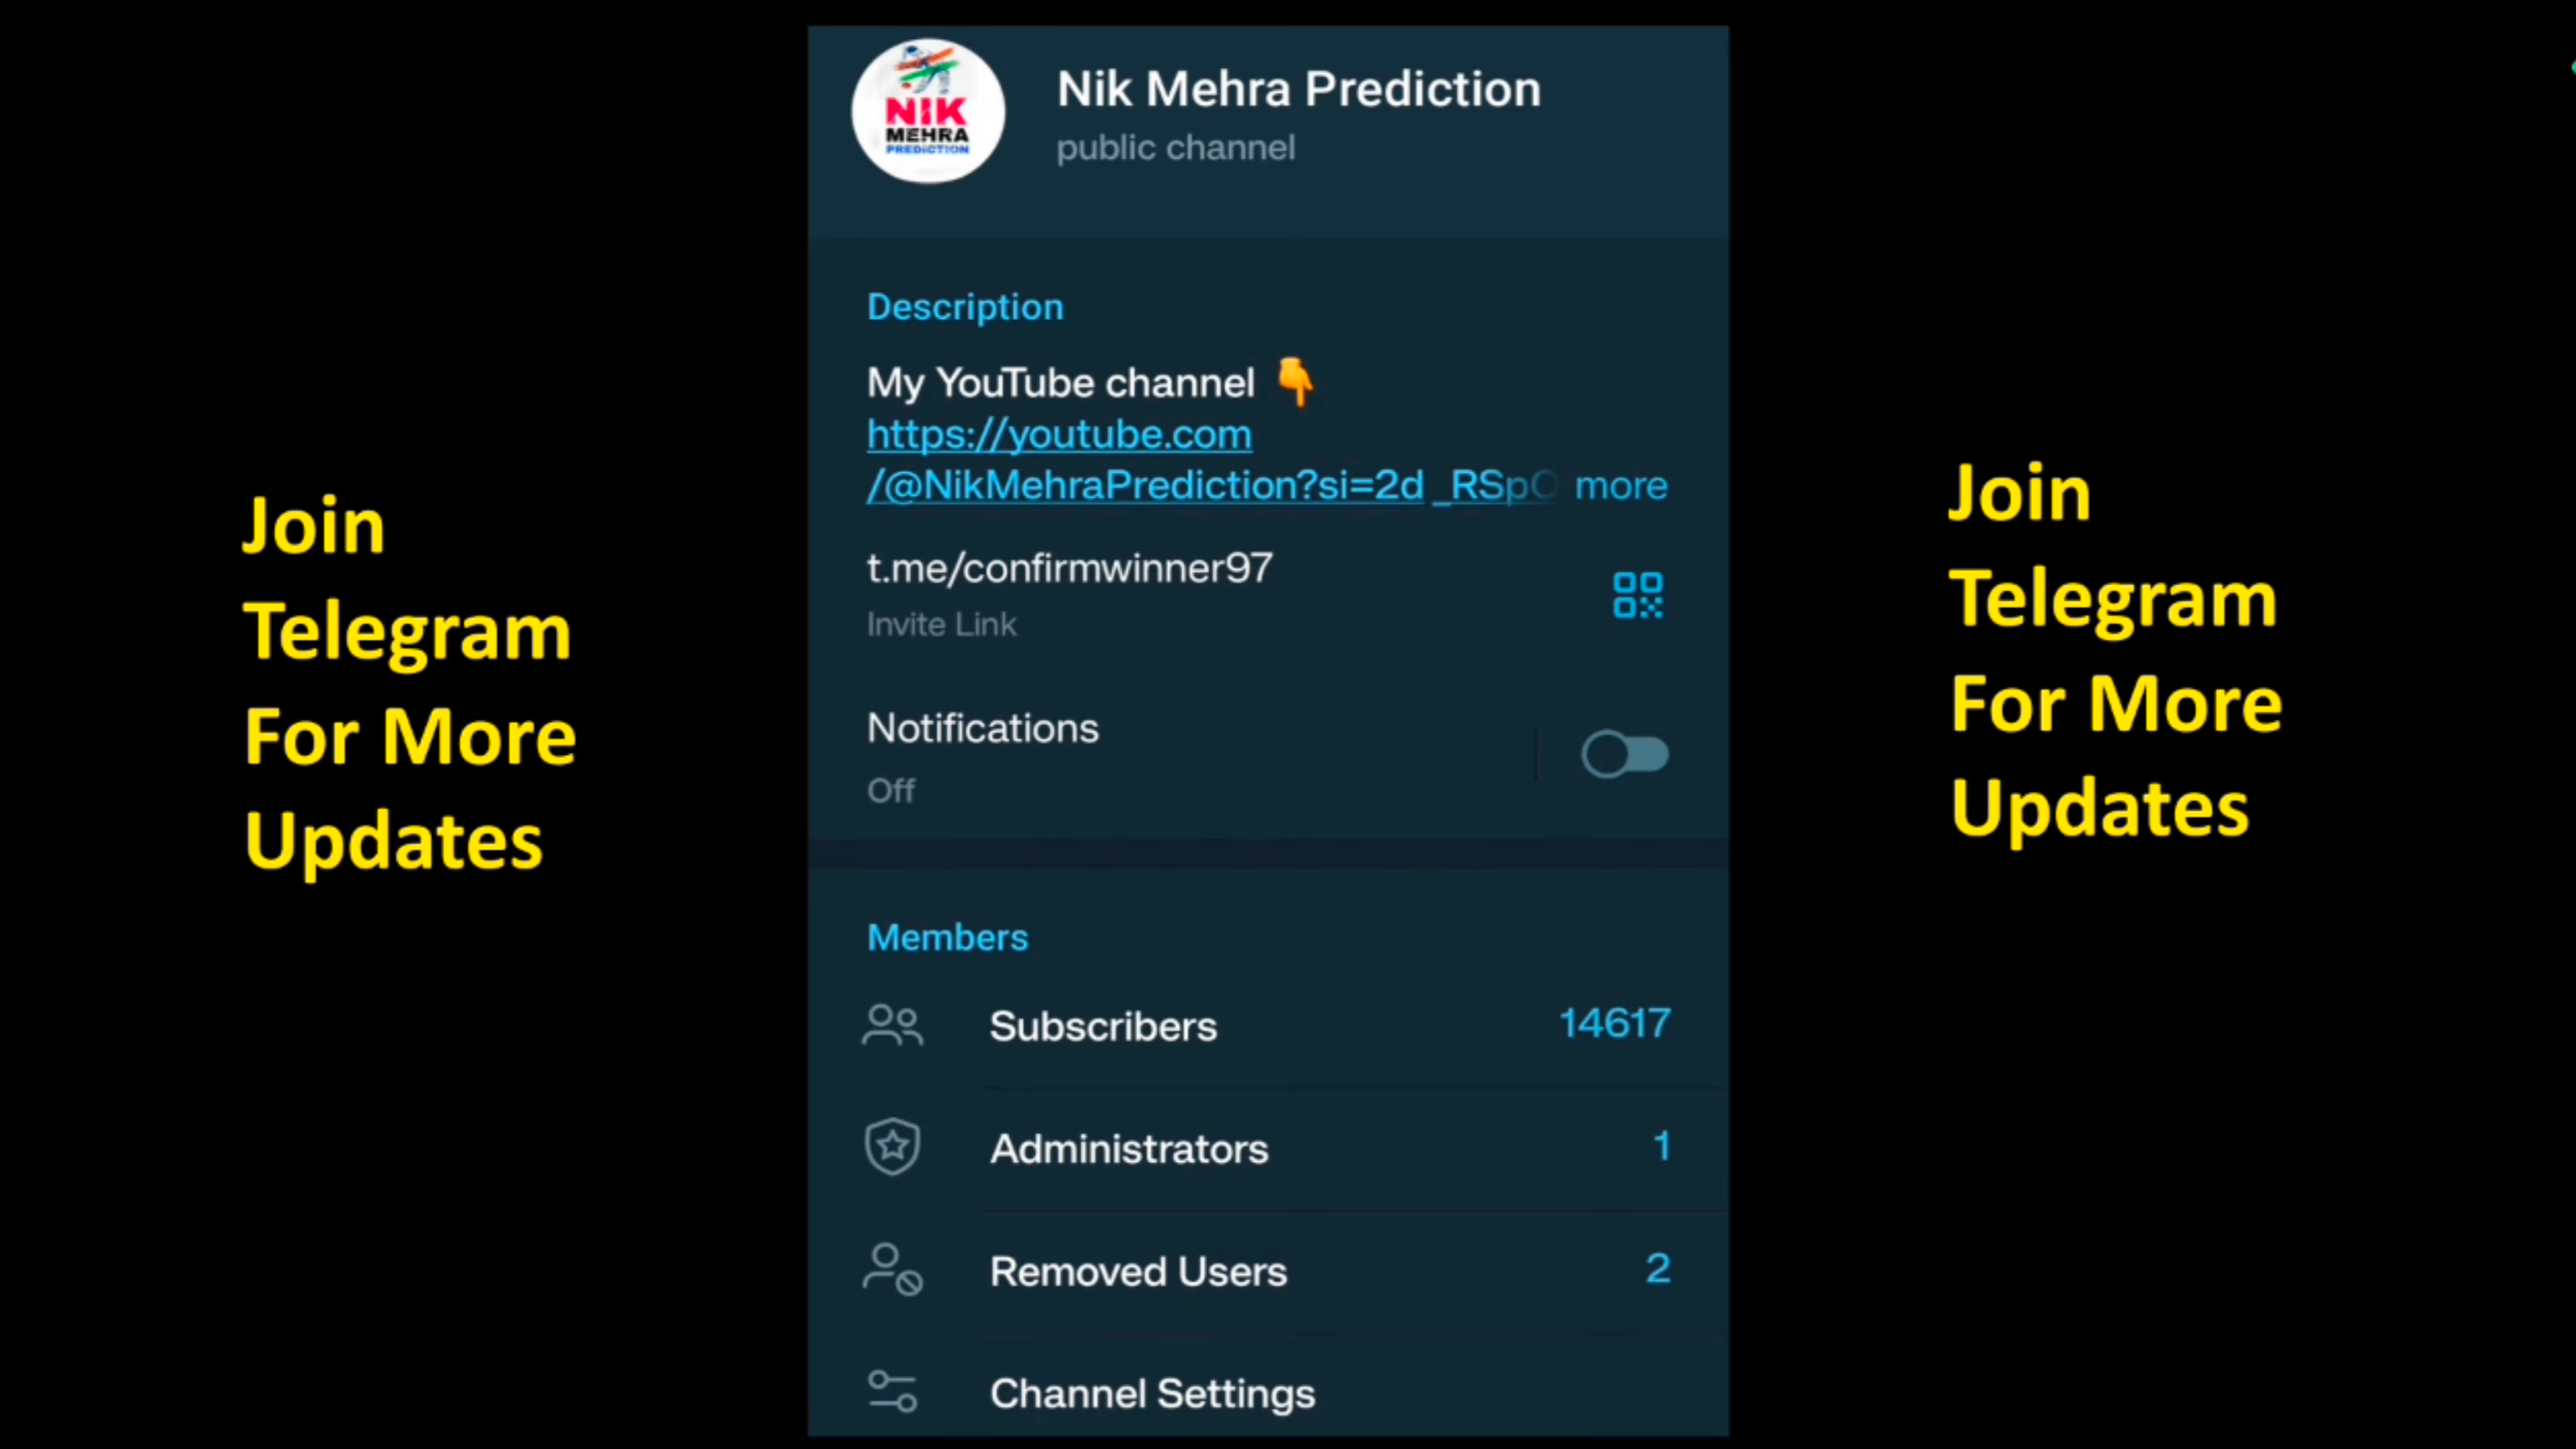 NIK
MEHRA
PREDICTION
Nik Mehra Prediction
public channel
Description
My YouTube channel 👇
https://youtube.com
/@NikMehraPrediction?si=2d_RSpO more
t.me/confirmwinner97
Invite Link
Notifications
Off
Members
Subscribers 14617
Administrators 1
Removed Users 2
Channel Settings
Join
Telegram
For More
Updates
Join
Telegram
For More
Updates